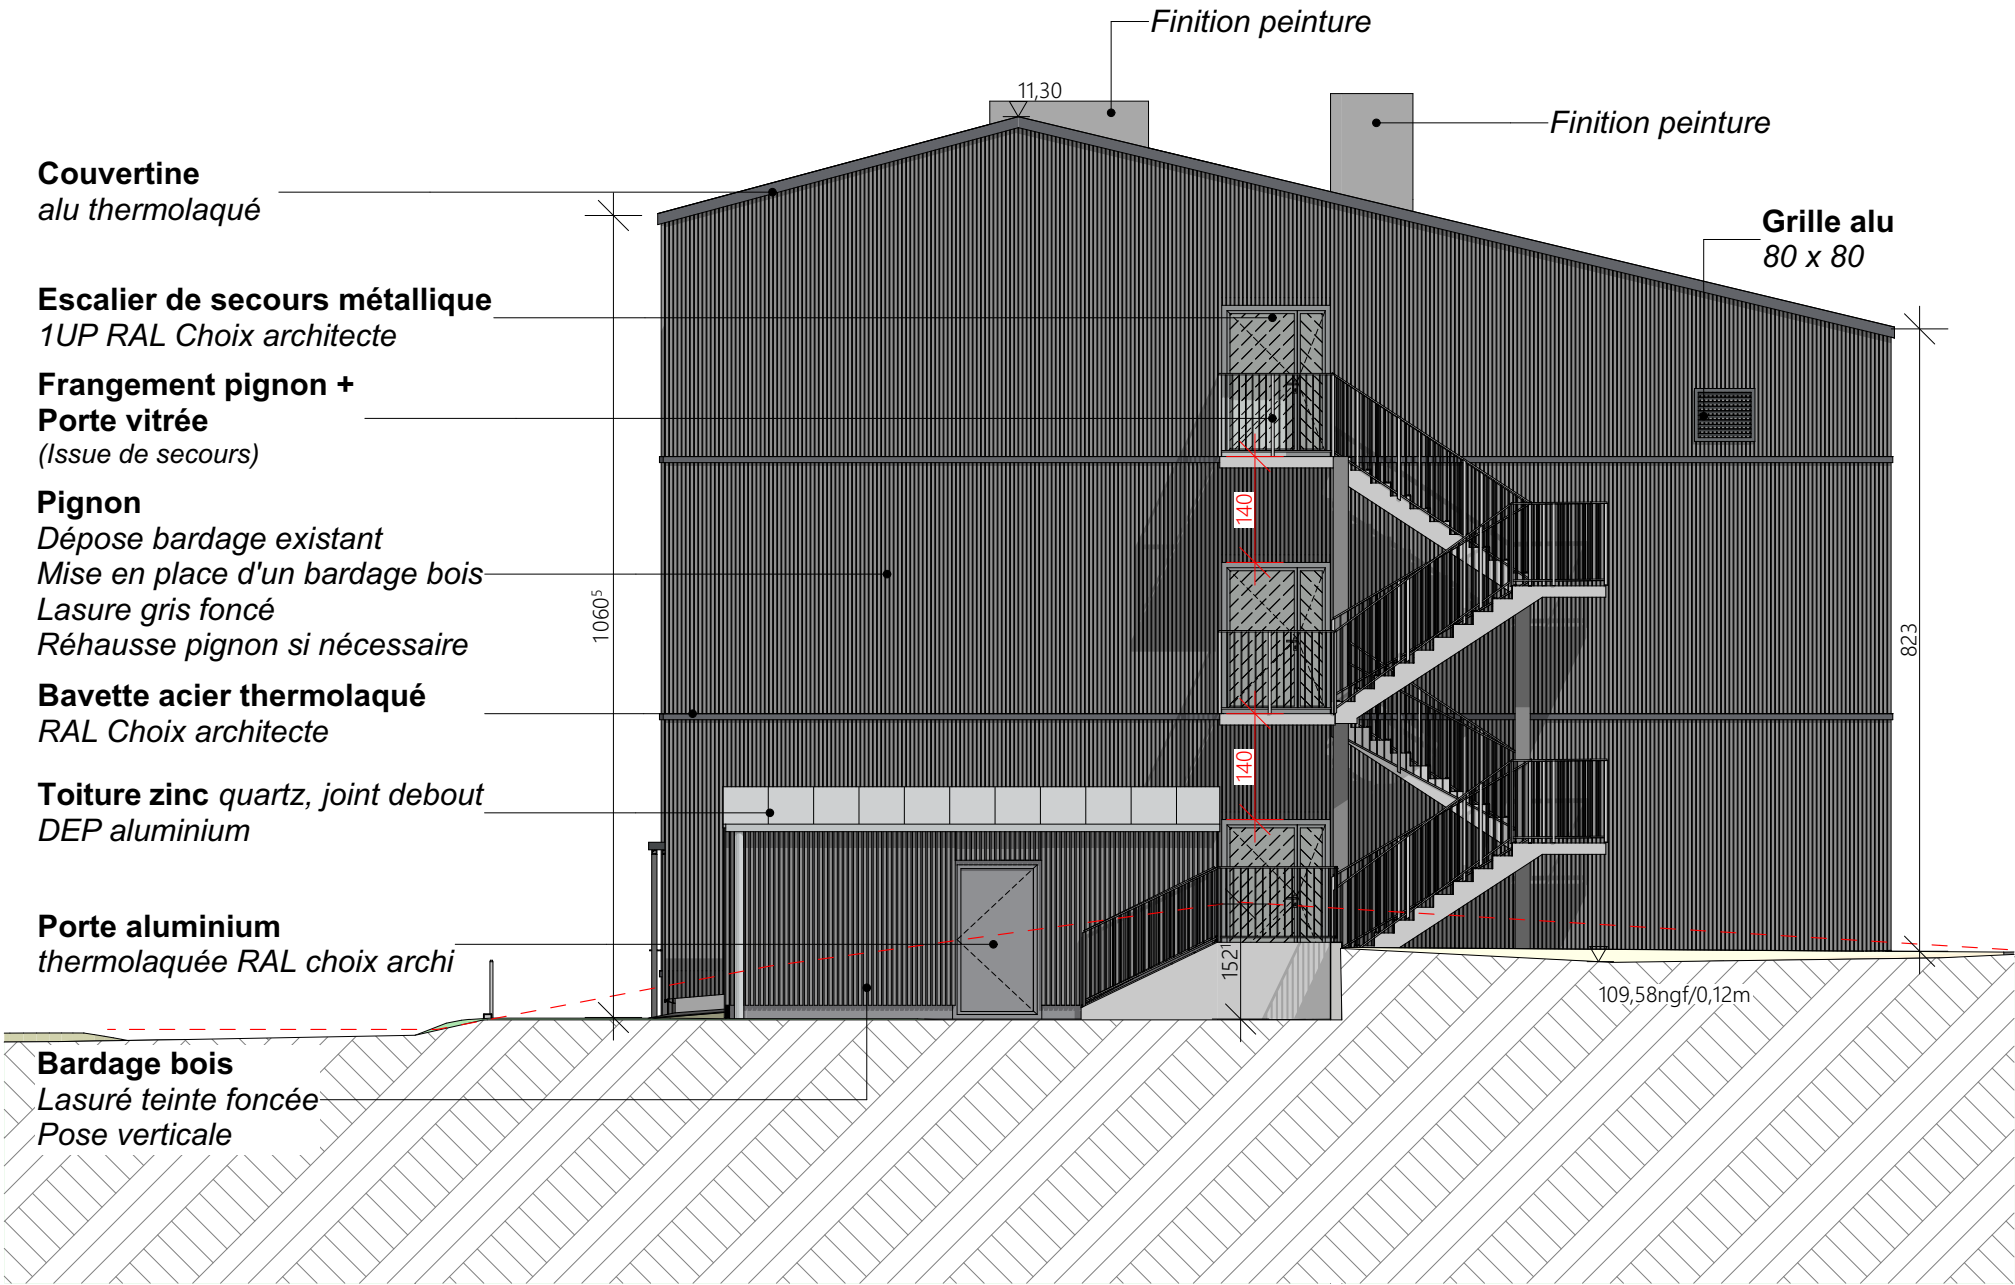 Finition peinture
11,30
Finition peinture
Couvertine
alu thermolaqué
Grille alu
80 x 80
Escalier de secours métallique
1UP RAL Choix architecte
Frangement pignon +
Porte vitrée
(Issue de secours)
Pignon
Dépose bardage existant
Mise en place d'un bardage bois
Lasure gris foncé
Réhausse pignon si nécessaire
140
1060⁵
823
Bavette acier thermolaqué
RAL Choix architecte
140
Toiture zinc quartz, joint debout
DEP aluminium
Porte aluminium
thermolaquée RAL choix archi
152¹
109,58ngf/0,12m
Bardage bois
Lasuré teinte foncée
Pose verticale